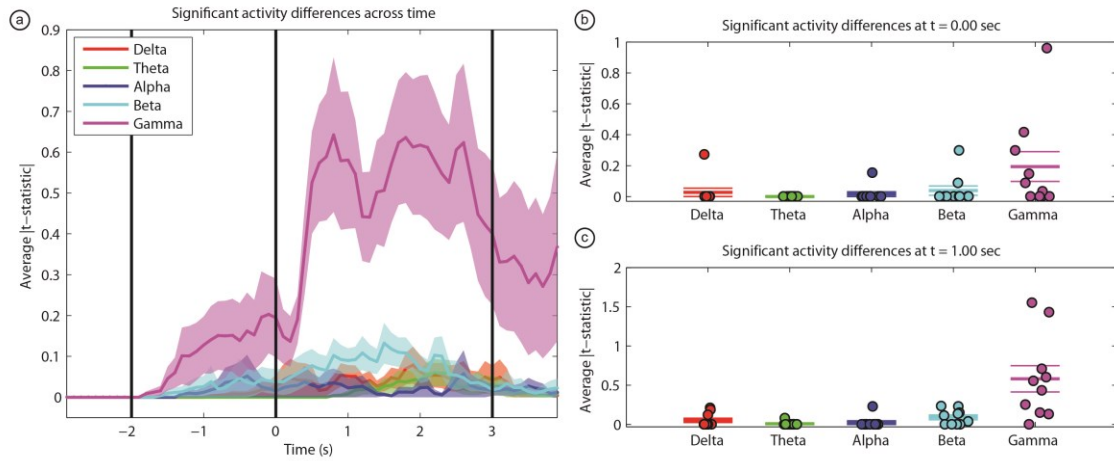 a
Significant activity differences across time
0.9
0.8
0.7
0.6
0.5
0.4
0.3
0.2
0.1
0
Average |t−statistic|
Delta
Theta
Alpha
Beta
Gamma
−2 −1 0 1 2 3
Time (s)
b
Significant activity differences at t = 0.00 sec
1
0.8
0.6
0.4
0.2
0
Average |t−statistic|
Delta Theta Alpha Beta Gamma
c
Significant activity differences at t = 1.00 sec
2
1.5
1
0.5
0
Average |t−statistic|
Delta Theta Alpha Beta Gamma